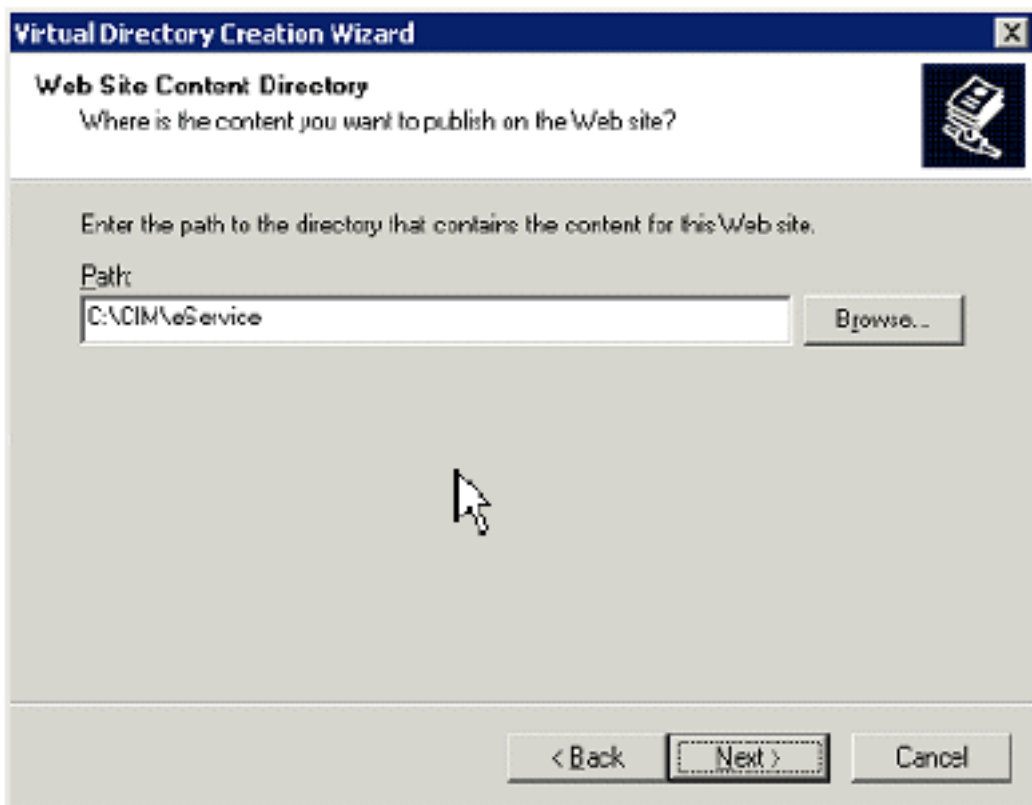 Virtual Directory Creation Wizard
Web Site Content Directory
Where is the content you want to publish on the Web site?
Enter the path to the directory that contains the content for this Web site.
Path:
C:\CIM\eService
Browse...
< Back
Next >
Cancel